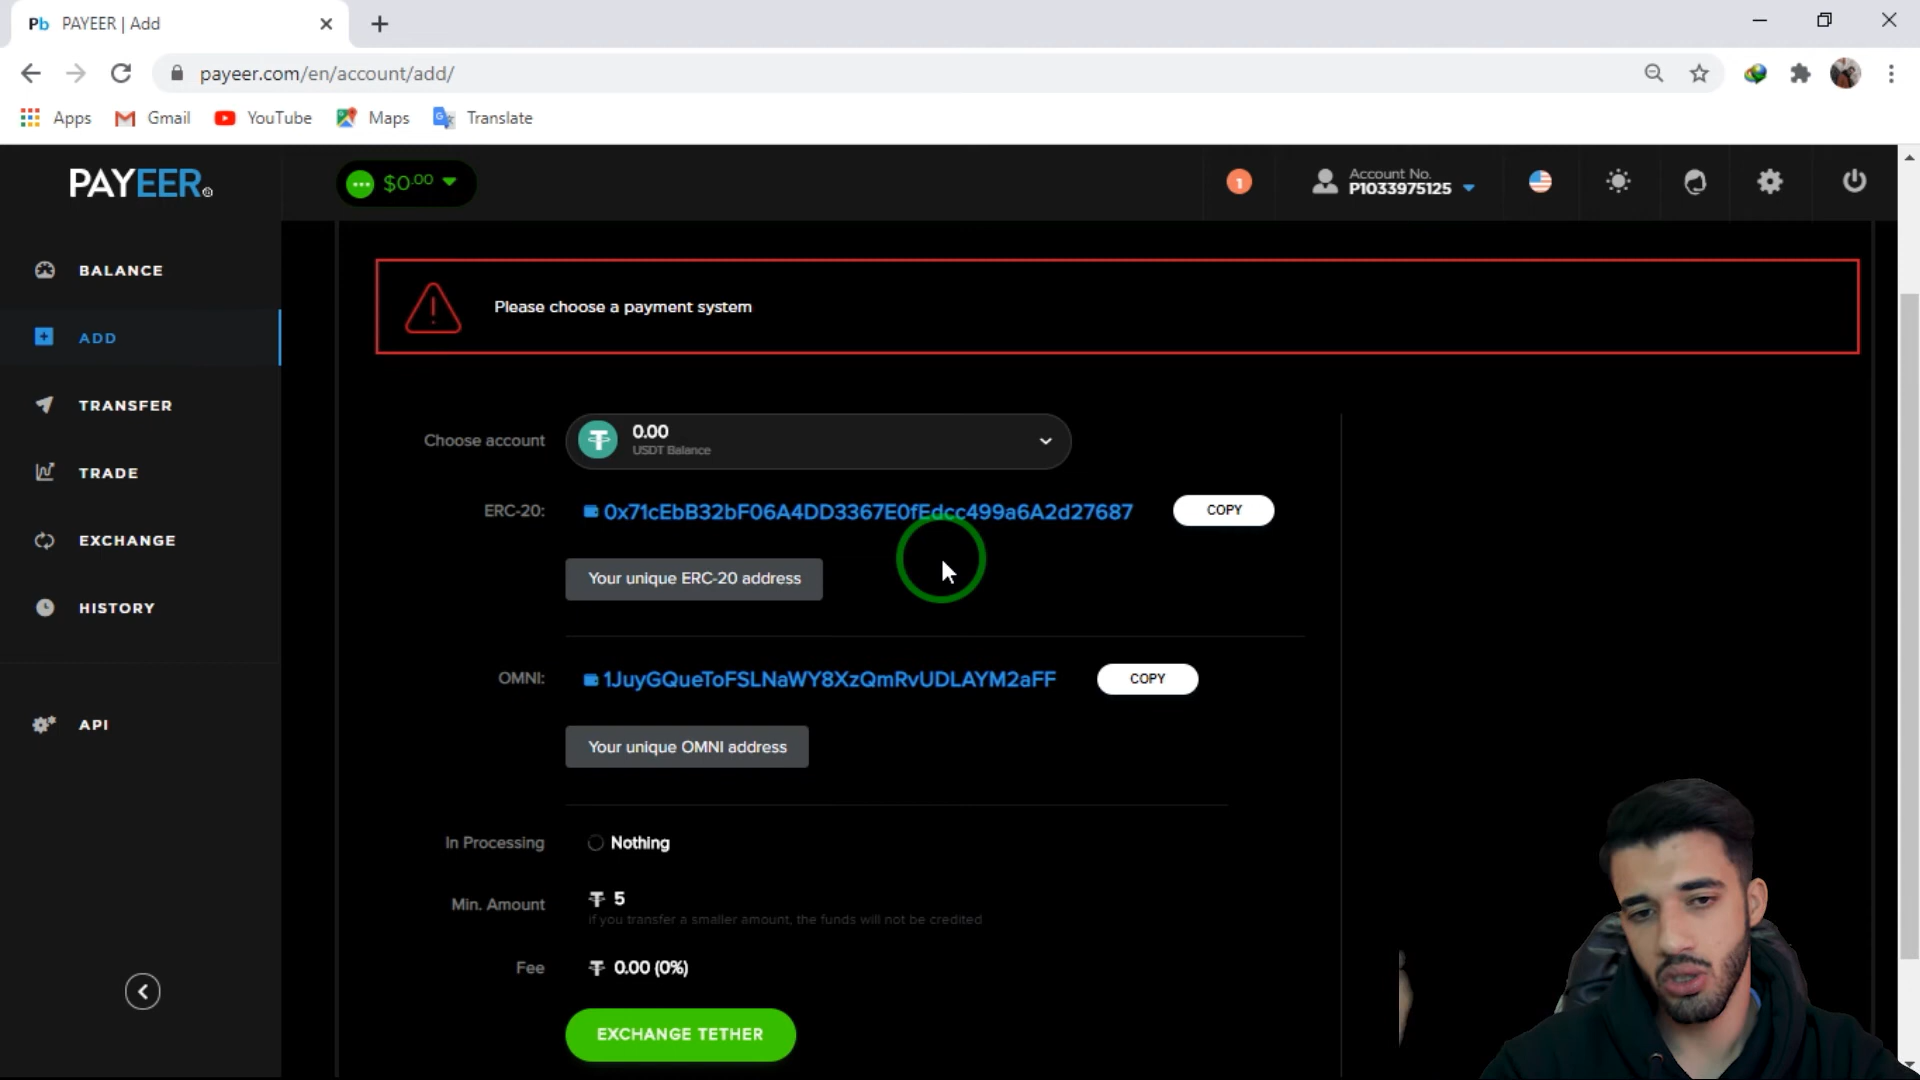 Pb PAYEER | Add
payeer.com/en/account/add/
Apps Gmail YouTube Maps Translate
PAYEER®
$0.00
1
Account No.
P1033975125
BALANCE
ADD
TRANSFER
TRADE
EXCHANGE
HISTORY
API
Please choose a payment system
Choose account
0.00
USDT Balance
ERC-20: 0x71cEbB32bF06A4DD3367E0fEdcc499a6A2d27687 COPY
Your unique ERC-20 address
OMNI: 1JuyGQueToFSLNaWY8XzQmRvUDLAYM2aFF COPY
Your unique OMNI address
In Processing Nothing
Min. Amount 5
if you transfer a smaller amount, the funds will not be credited
Fee 0.00 (0%)
EXCHANGE TETHER